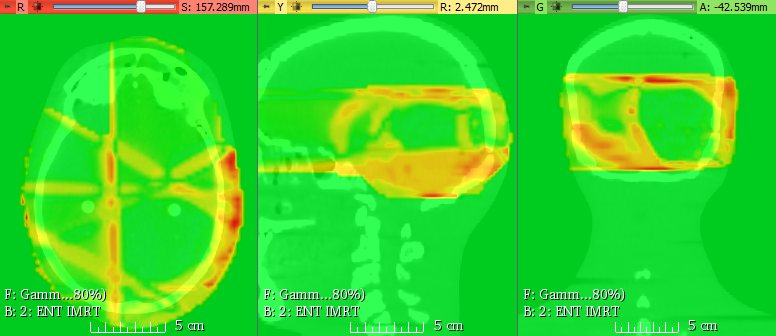 R S: 157.289mm
Y R: 2.472mm
G A: -42.539mm
F: Gamm...80%)
B: 2: ENT IMRT
5 cm
F: Gamm...80%)
B: 2: ENT IMRT
5 cm
F: Gamm...80%)
B: 2: ENT IMRT
5 cm